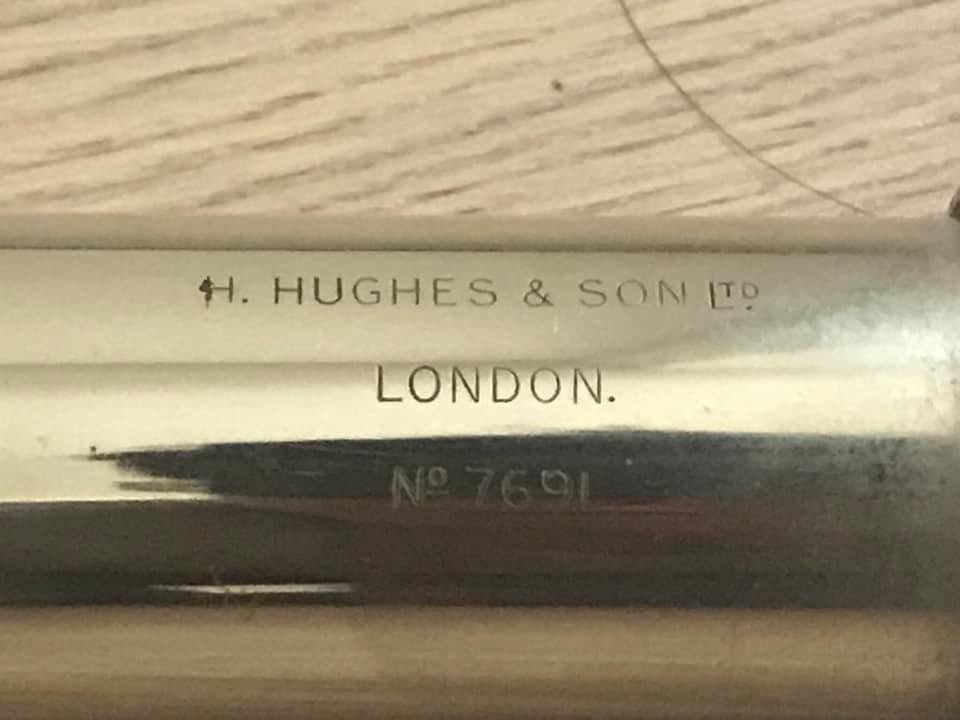 H. HUGHES & SON LTD.
LONDON.
No 7691